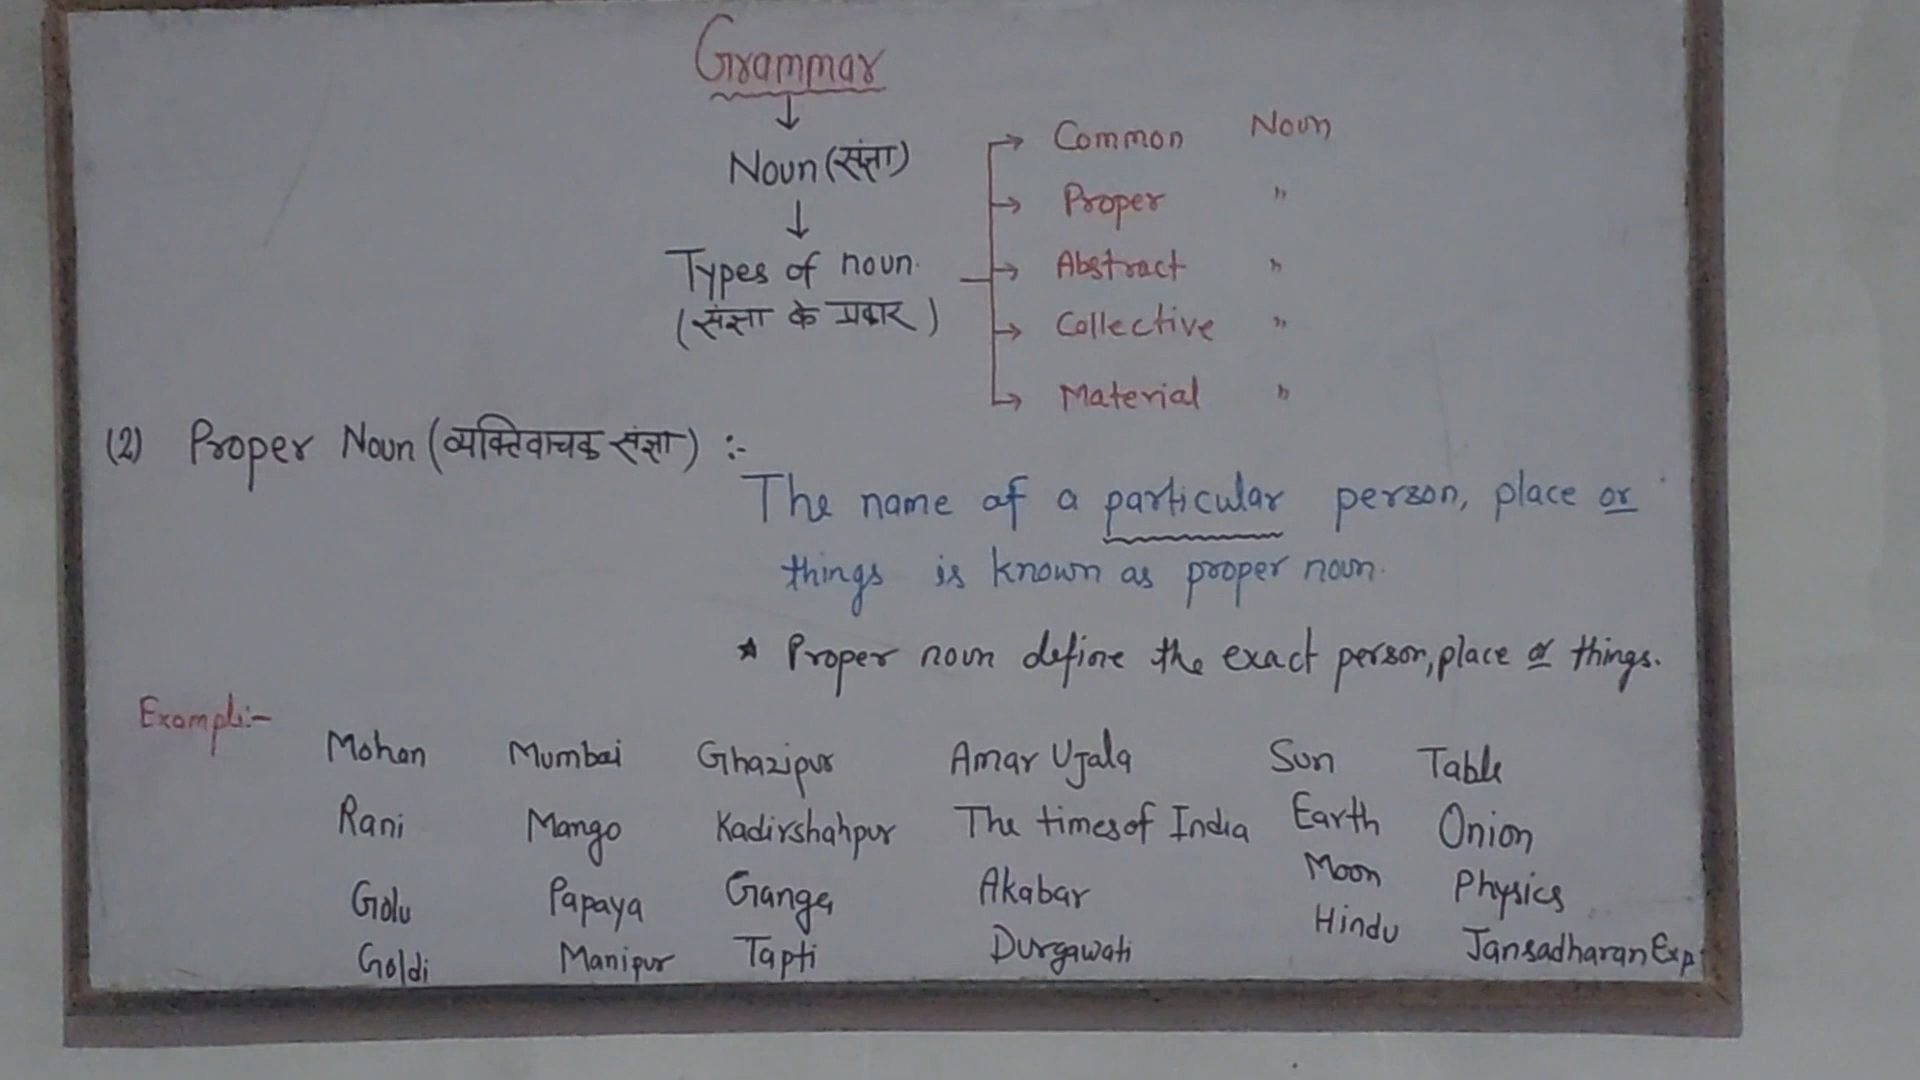 Grammar
Noun (संज्ञा)
Types of noun.
(संज्ञा के प्रकार)
Common Noun
Proper "
Abstract "
Collective "
Material "
(2) Proper Noun (व्यक्तिवाचक संज्ञा) :-
The name of a particular person, place or
things is known as proper noun.
* Proper noun define the exact person, place or things.
Example:-
Mohan Mumbai Ghazipur Amar Ujala Sun Table
Rani Mango Kadirshahpur The times of India Earth Onion
Golu Papaya Ganga Akabar Moon Physics
Goldi Manipur Tapti Durgawati Hindu Jansadharan Exp